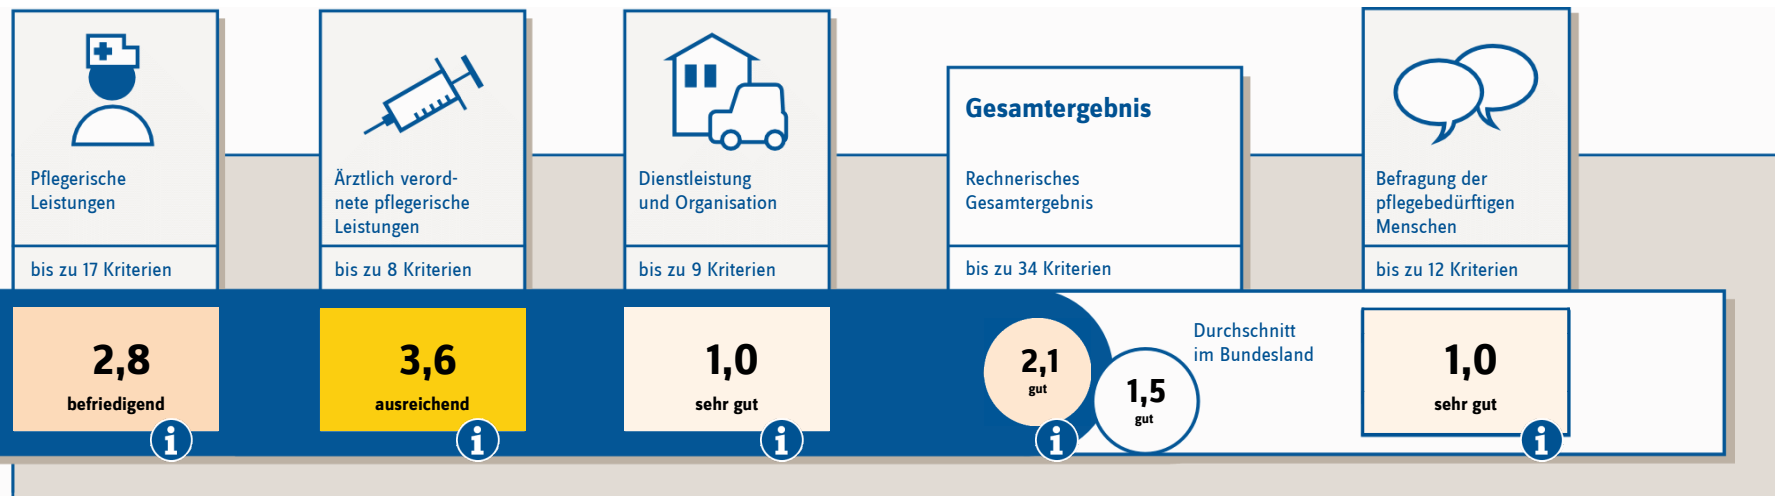 Pflegerische
Leistungen
bis zu 17 Kriterien
2,8
befriedigend
i
Ärztlich verord-
nete pflegerische
Leistungen
bis zu 8 Kriterien
3,6
ausreichend
i
Dienstleistung
und Organisation
bis zu 9 Kriterien
1,0
sehr gut
i
Gesamtergebnis
Rechnerisches
Gesamtergebnis
bis zu 34 Kriterien
2,1
gut
i
1,5
gut
Durchschnitt
im Bundesland
Befragung der
pflegebedürftigen
Menschen
bis zu 12 Kriterien
1,0
sehr gut
i